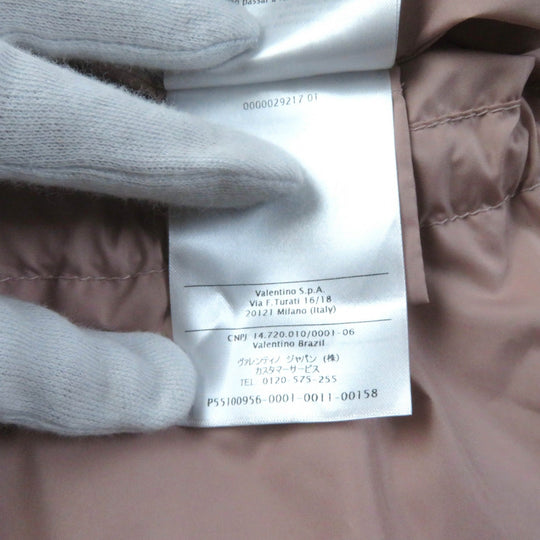 passar a
0000029217 01
Valentino S.p.A.
Via F.Turati 16/18
20121 Milano (Italy)
CNPJ 14.720.010/0001-06
Valentino Brazil
ヴァレンティノ ジャパン (株)
カスタマーサービス
TEL 0120-575-255
P55100956-0001-0011-00158